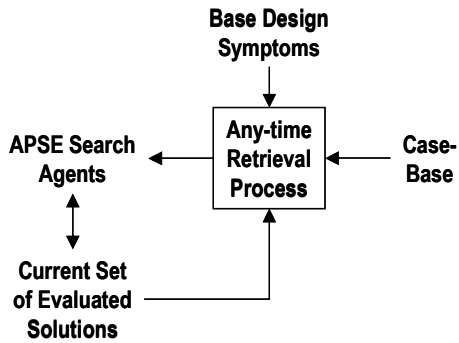 Base Design
Symptoms
Any-time
Retrieval
Process
APSE Search
Agents
Case-
Base
Current Set
of Evaluated
Solutions